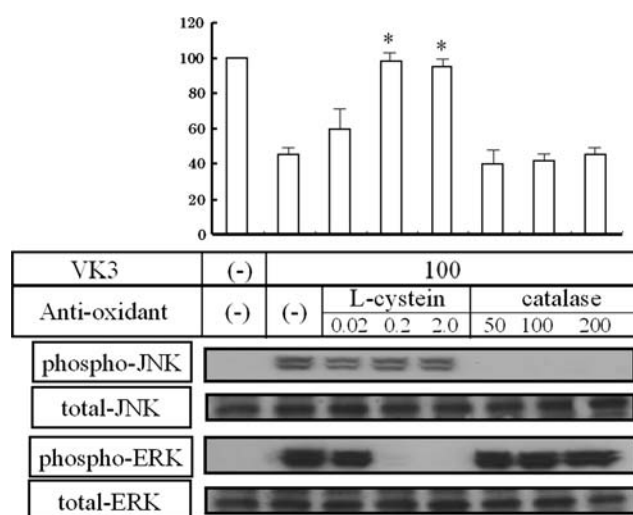 120
* *
100
80
60
40
20
0
VK3 (-) 100
Anti-oxidant (-) (-) L-cystein catalase
0.02 0.2 2.0 50 100 200
phospho-JNK
total-JNK
phospho-ERK
total-ERK